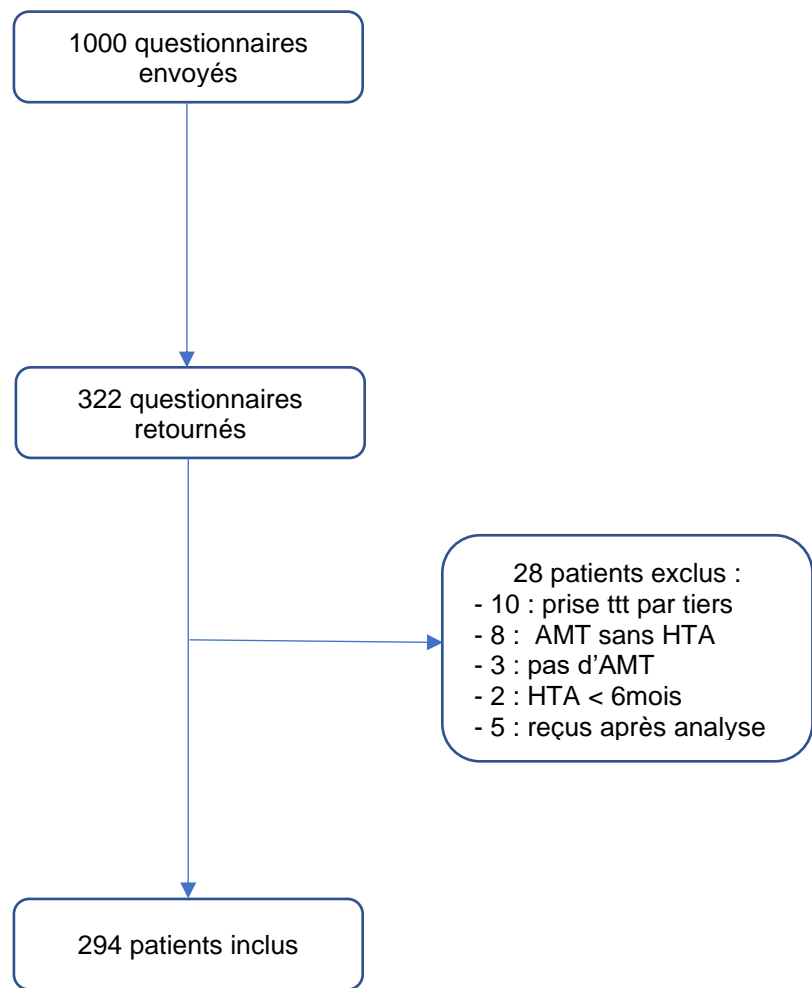 1000 questionnaires
envoyés
322 questionnaires
retournés
28 patients exclus :
- 10 : prise ttt par tiers
- 8 : AMT sans HTA
- 3 : pas d’AMT
- 2 : HTA < 6mois
- 5 : reçus après analyse
294 patients inclus